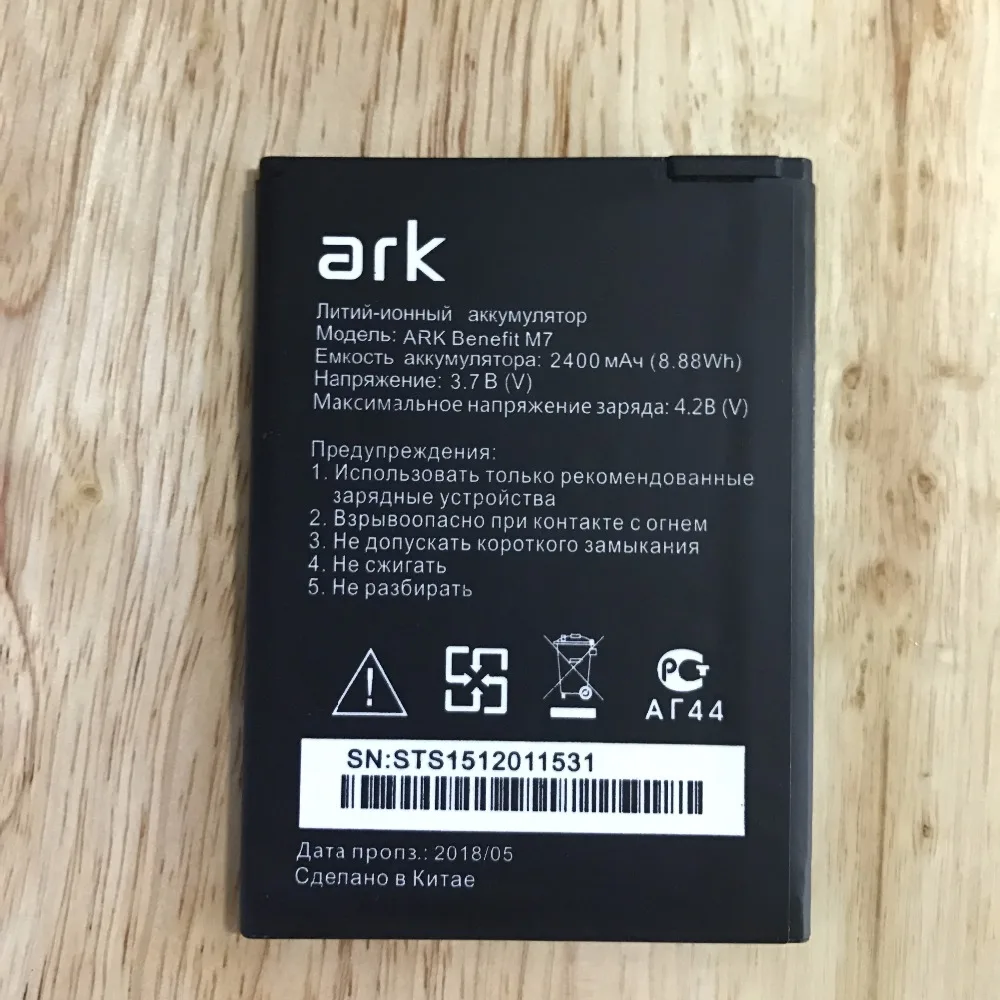 ark
Литий-ионный аккумулятор
Модель: ARK Benefit M7
Емкость аккумулятора: 2400 мАч (8.88Wh)
Напряжение: 3.7 В (V)
Максимальное напряжение заряда: 4.2В (V)
Предупреждения:
1. Использовать только рекомендованные
зарядные устройства
2. Взрывоопасно при контакте с огнем
3. Не допускать короткого замыкания
4. Не сжигать
5. Не разбирать
РСТ
АГ44
SN:STS1512011531
Дата пропз.: 2018/05
Сделано в Китае